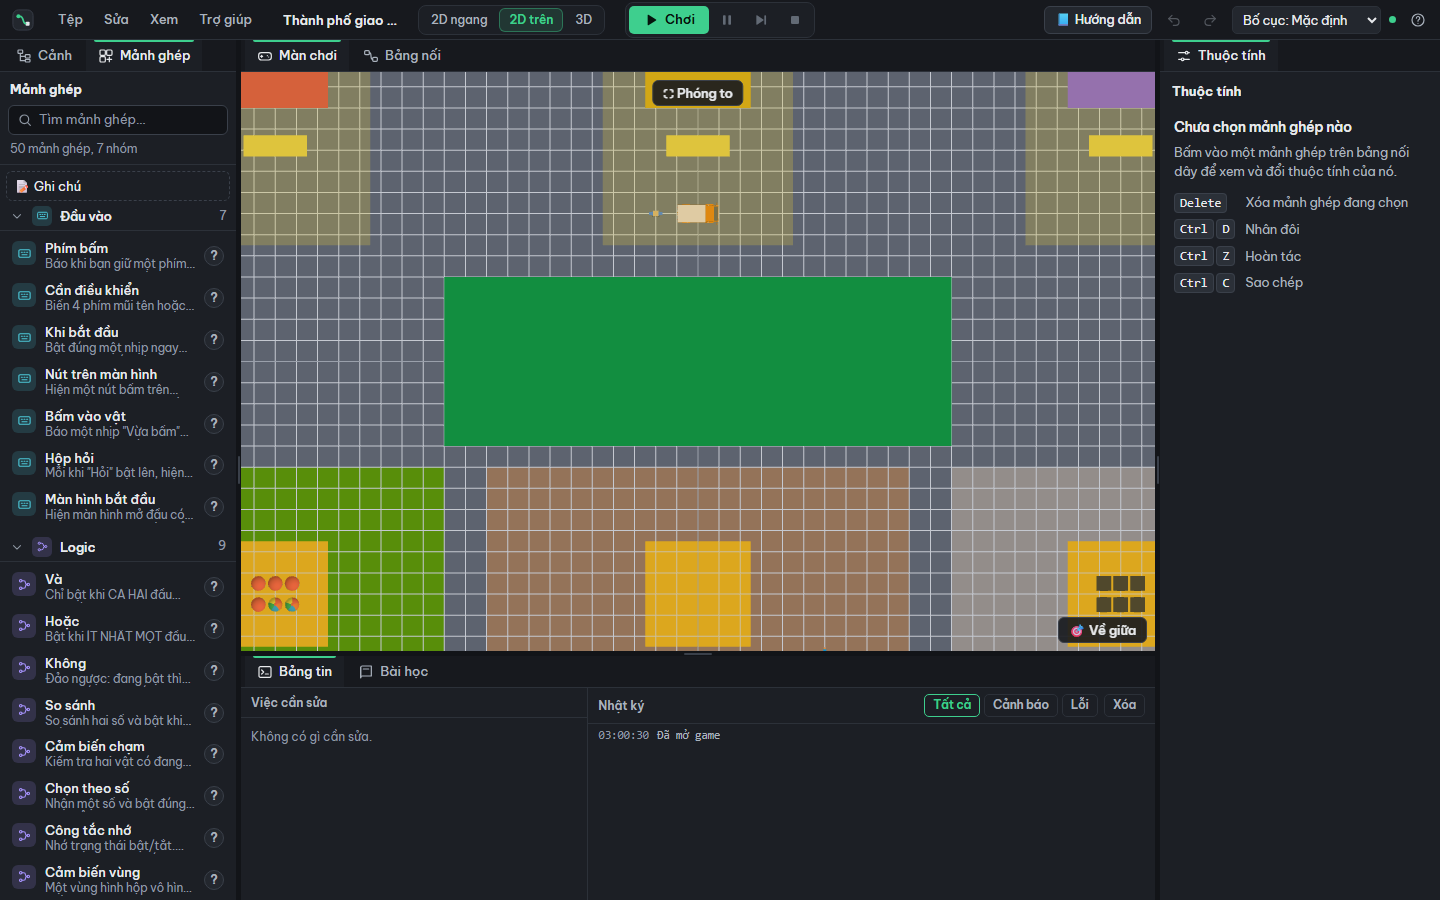 Tệp
Sửa
Xem
Trợ giúp
Thành phố giao ...
2D ngang
2D trên
3D
Chơi
Hướng dẫn
Bố cục: Mặc định
Cảnh
Mảnh ghép
Màn chơi
Bảng nối
Thuộc tính
Mảnh ghép
Tìm mảnh ghép...
50 mảnh ghép, 7 nhóm
Ghi chú
Đầu vào
7
Phím bấm
Báo khi bạn giữ một phím...
?
Cần điều khiển
Biến 4 phím mũi tên hoặc...
?
Khi bắt đầu
Bật đúng một nhịp ngay...
?
Nút trên màn hình
Hiện một nút bấm trên...
?
Bấm vào vật
Báo một nhịp "Vừa bấm"...
?
Hộp hỏi
Mỗi khi "Hỏi" bật lên, hiện...
?
Màn hình bắt đầu
Hiện màn hình mở đầu có...
?
Logic
9
Và
Chỉ bật khi CẢ HAI đầu...
?
Hoặc
Bật khi ÍT NHẤT MỘT đầu...
?
Không
Đảo ngược: đang bật thì...
?
So sánh
So sánh hai số và bật khi...
?
Cảm biến chạm
Kiểm tra hai vật có đang...
?
Chọn theo số
Nhận một số và bật đúng...
?
Công tắc nhớ
Nhớ trạng thái bật/tắt....
?
Cảm biến vùng
Một vùng hình hộp vô hìn...
?
Phóng to
Về giữa
Bảng tin
Bài học
Việc cần sửa
Không có gì cần sửa.
Nhật ký
Tất cả
Cảnh báo
Lỗi
Xóa
03:00:30 Đã mở game
Thuộc tính
Chưa chọn mảnh ghép nào
Bấm vào một mảnh ghép trên bảng nối
dây để xem và đổi thuộc tính của nó.
Delete Xóa mảnh ghép đang chọn
Ctrl D Nhân đôi
Ctrl Z Hoàn tác
Ctrl C Sao chép